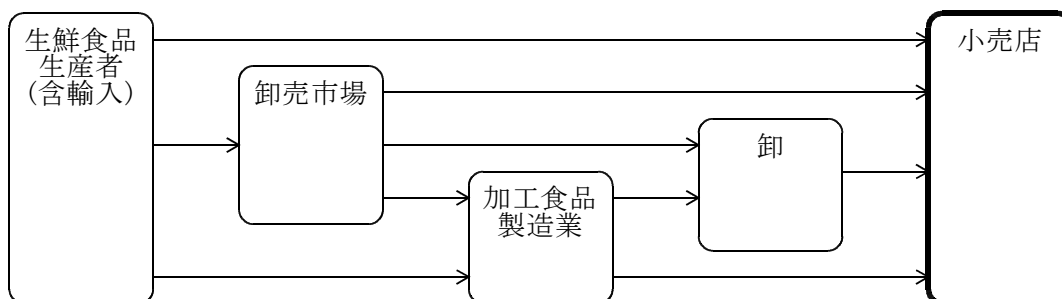 生鮮食品
生産者
(含輸入)
卸売市場
加工食品
製造業
卸
小売店